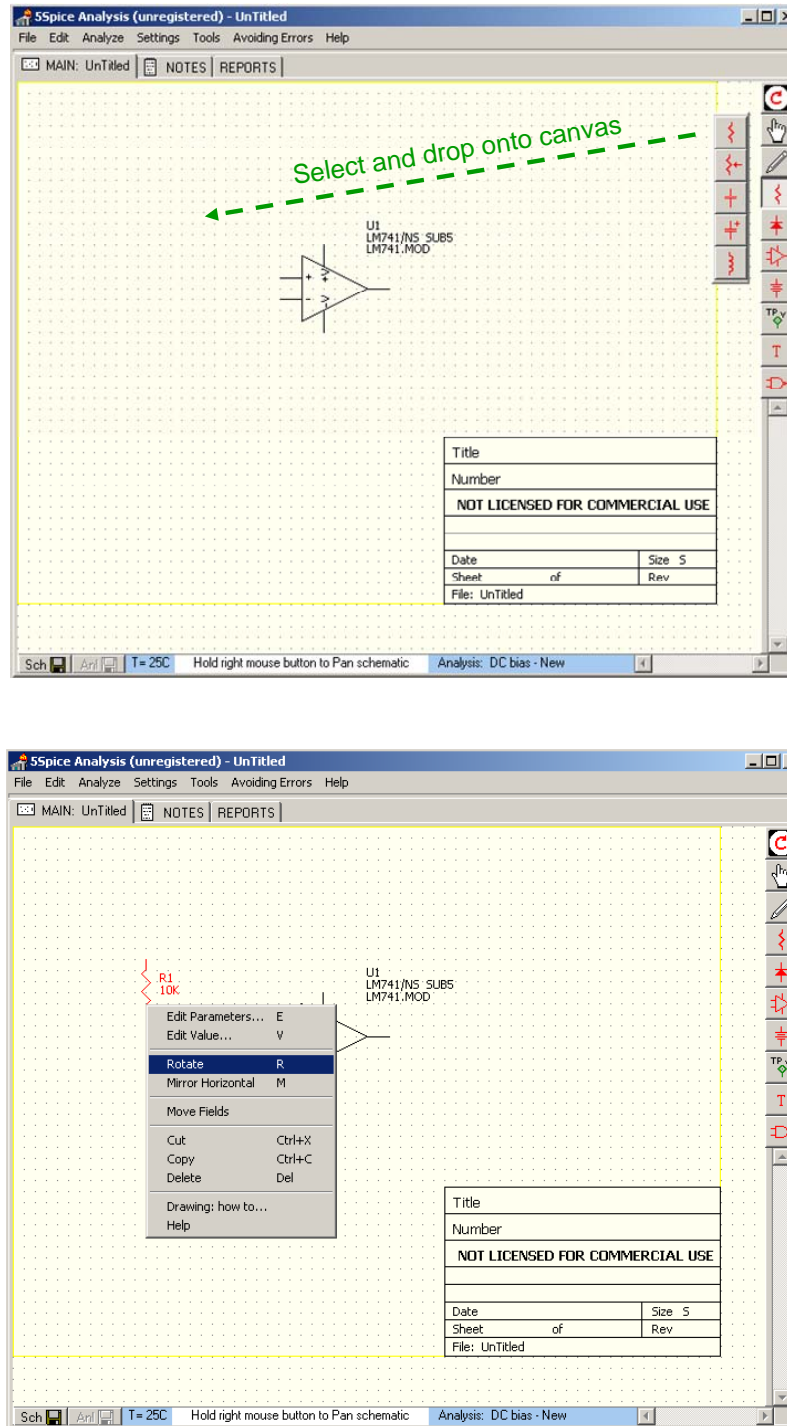 5Spice Analysis (unregistered) - UnTitled
File Edit Analyze Settings Tools Avoiding Errors Help
MAIN: UnTitled NOTES REPORTS
Select and drop onto canvas
U1
LM741/NS_SUB5
LM741.MOD
+ V+
- V-
TP V
T
Title
Number
NOT LICENSED FOR COMMERCIAL USE
Date Size S
Sheet of Rev
File: UnTitled
Sch Anl T= 25C Hold right mouse button to Pan schematic Analysis: DC bias - New
5Spice Analysis (unregistered) - UnTitled
File Edit Analyze Settings Tools Avoiding Errors Help
MAIN: UnTitled NOTES REPORTS
R1
10K
U1
LM741/NS_SUB5
LM741.MOD
Edit Parameters... E
Edit Value... V
Rotate R
Mirror Horizontal M
Move Fields
Cut Ctrl+X
Copy Ctrl+C
Delete Del
Drawing: how to...
Help
TP
T
Title
Number
NOT LICENSED FOR COMMERCIAL USE
Date Size S
Sheet of Rev
File: UnTitled
Sch Anl T= 25C Hold right mouse button to Pan schematic Analysis: DC bias - New